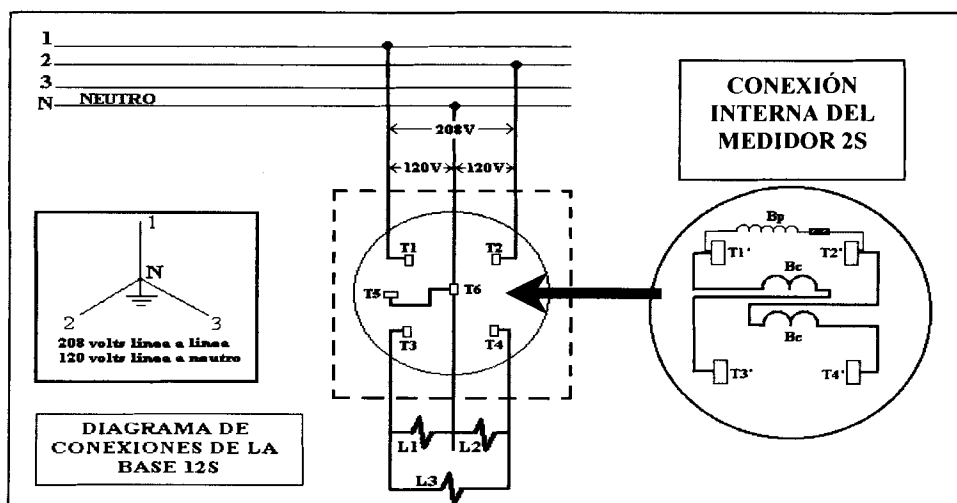 1
2
3
N NEUTRO
208V
120V 120V
T1 T2
T5 T6
T3 T4
L1 L2
L3
1
N
2 3
208 volts linea a linea
120 volts linea a neutro
DIAGRAMA DE
CONEXIONES DE LA
BASE 12S
CONEXIÓN
INTERNA DEL
MEDIDOR 2S
Bp
T1' T2'
Bc
Bc
T3' T4'